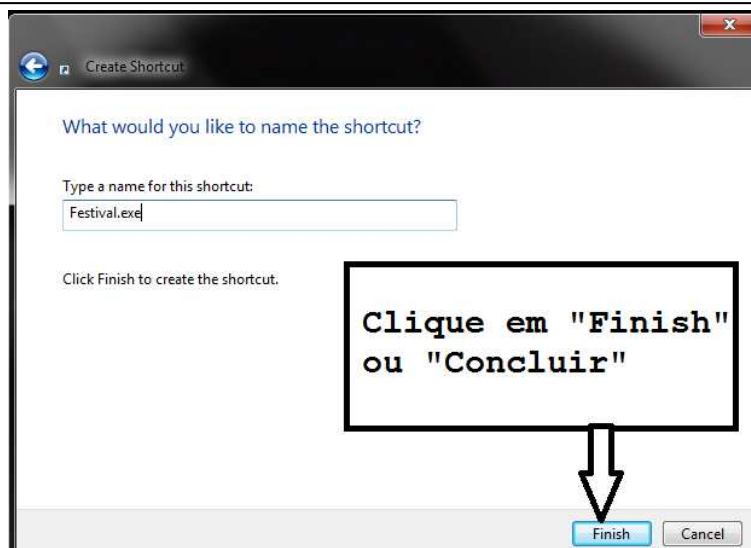 Create Shortcut
What would you like to name the shortcut?
Type a name for this shortcut:
Festival.exe
Click Finish to create the shortcut.
Clique em "Finish"
ou "Concluir"
Finish
Cancel